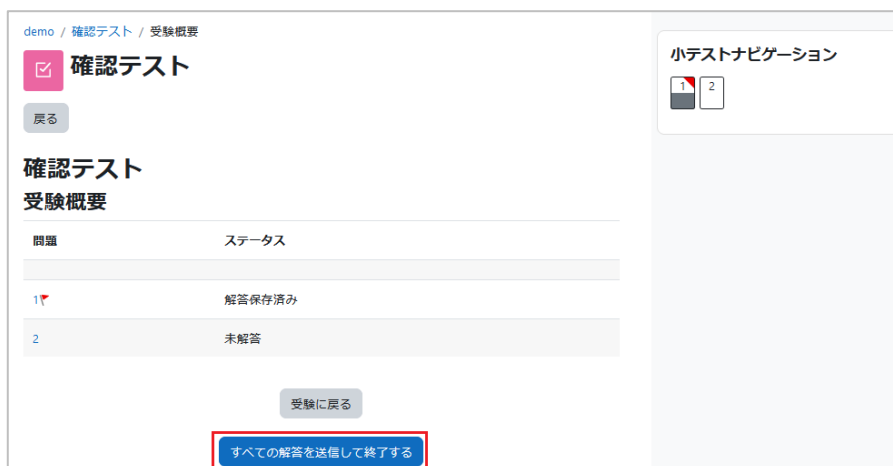 demo / 確認テスト / 受験概要
確認テスト
戻る
確認テスト
受験概要
問題 ステータス
1 解答保存済み
2 未解答
受験に戻る
すべての解答を送信して終了する
小テストナビゲーション
1 2